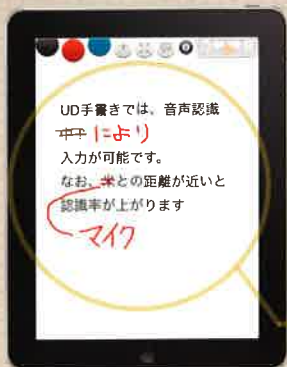 UD手書きでは、音声認識
により
入力が可能です。
なお、米との距離が近いと
認識率が上がります
マイク